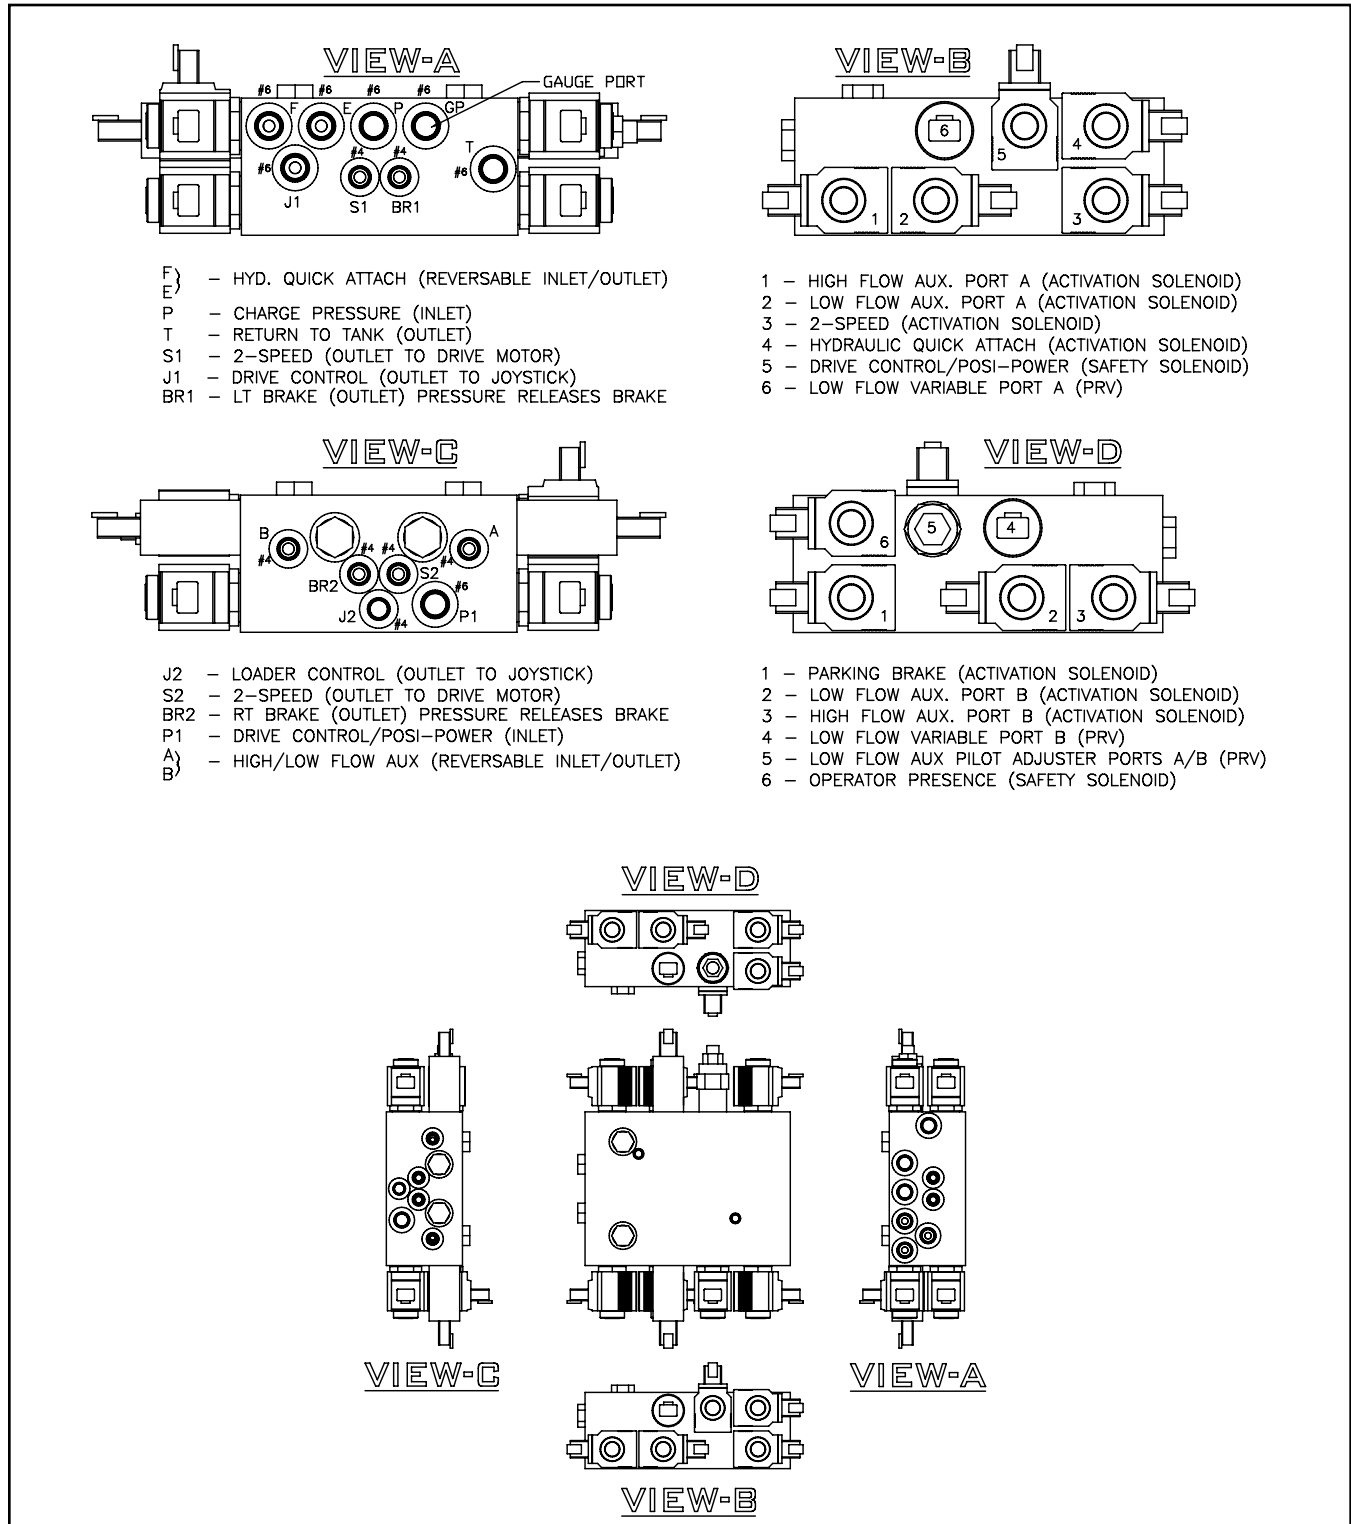 VIEW-A
#6 #6 #6 #6
GAUGE PORT
F E P GP
#4 #4 T
#6 #6
J1 S1 BR1
F} E} – HYD. QUICK ATTACH (REVERSABLE INLET/OUTLET)
P – CHARGE PRESSURE (INLET)
T – RETURN TO TANK (OUTLET)
S1 – 2-SPEED (OUTLET TO DRIVE MOTOR)
J1 – DRIVE CONTROL (OUTLET TO JOYSTICK)
BR1 – LT BRAKE (OUTLET) PRESSURE RELEASES BRAKE
VIEW-B
6 5 4
1 2 3
1 – HIGH FLOW AUX. PORT A (ACTIVATION SOLENOID)
2 – LOW FLOW AUX. PORT A (ACTIVATION SOLENOID)
3 – 2-SPEED (ACTIVATION SOLENOID)
4 – HYDRAULIC QUICK ATTACH (ACTIVATION SOLENOID)
5 – DRIVE CONTROL/POSI-POWER (SAFETY SOLENOID)
6 – LOW FLOW VARIABLE PORT A (PRV)
VIEW-C
B A
#4 #4 #4 #4
BR2 S2 #6
J2 #4 P1
J2 – LOADER CONTROL (OUTLET TO JOYSTICK)
S2 – 2-SPEED (OUTLET TO DRIVE MOTOR)
BR2 – RT BRAKE (OUTLET) PRESSURE RELEASES BRAKE
P1 – DRIVE CONTROL/POSI-POWER (INLET)
A} B} – HIGH/LOW FLOW AUX (REVERSABLE INLET/OUTLET)
VIEW-D
6 5 4
1 2 3
1 – PARKING BRAKE (ACTIVATION SOLENOID)
2 – LOW FLOW AUX. PORT B (ACTIVATION SOLENOID)
3 – HIGH FLOW AUX. PORT B (ACTIVATION SOLENOID)
4 – LOW FLOW VARIABLE PORT B (PRV)
5 – LOW FLOW AUX PILOT ADJUSTER PORTS A/B (PRV)
6 – OPERATOR PRESENCE (SAFETY SOLENOID)
VIEW-D
VIEW-C
VIEW-A
VIEW-B